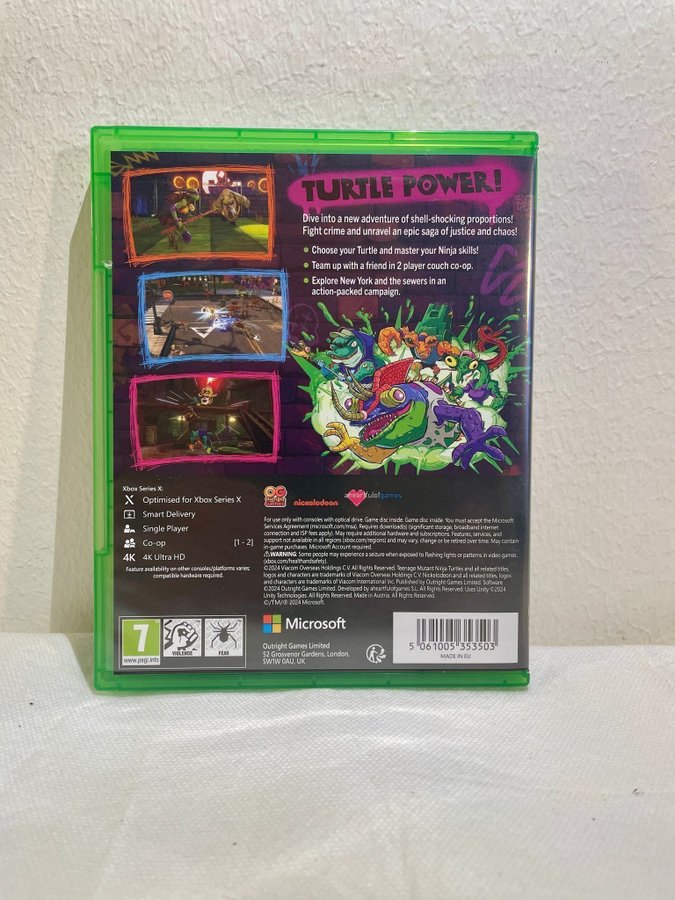 TURTLE POWER!
Dive into a new adventure of shell-shocking proportions!
Fight crime and unravel an epic saga of justice and chaos!
• Choose your Turtle and master your Ninja skills!
• Team up with a friend in 2 player couch co-op.
• Explore New York and the sewers in an
action-packed campaign.
Xbox Series X:
X Optimised for Xbox Series X
Smart Delivery
Single Player
Co-op [1 - 2]
4K 4K Ultra HD
Feature availability on other consoles/platforms varies;
compatible hardware required.
OG
nickelodeon
aheartfulofgames
For use only with consoles with optical drive. Game disc inside. Game disc inside. You must accept the Microsoft
Services Agreement (microsoft.com/msa). Requires download(s) (significant storage, broadband internet
connection and ISP fees apply). May require additional hardware and subscriptions. Features, services, and
support not available in all regions (xbox.com/regions) and may vary, change or be retired over time. May contain
in-game purchases. Microsoft Account required.
⚠WARNING: Some people may experience a seizure when exposed to flashing lights or patterns in video games
(xbox.com/healthandsafety).
©2024 Viacom Overseas Holdings C.V. All Rights Reserved. Teenage Mutant Ninja Turtles and all related titles,
logos and characters are trademarks of Viacom Overseas Holdings C.V. Nickelodeon and all related titles, logos
and characters are trademarks of Viacom International Inc. Published by Outright Games Limited. Software
©2024 Outright Games Limited. Developed by aheartfulofgames S.L. All Rights Reserved. Uses Unity ©2024
Unity Technologies. All Rights Reserved. Made in Austria. All Rights Reserved.
©/TM/® 2024 Microsoft
7
www.pegi.info
VIOLENCE
FEAR
Microsoft
Outright Games Limited
52 Grosvenor Gardens, London,
SW1W 0AU, UK
5 061005 353503
MADE IN EU